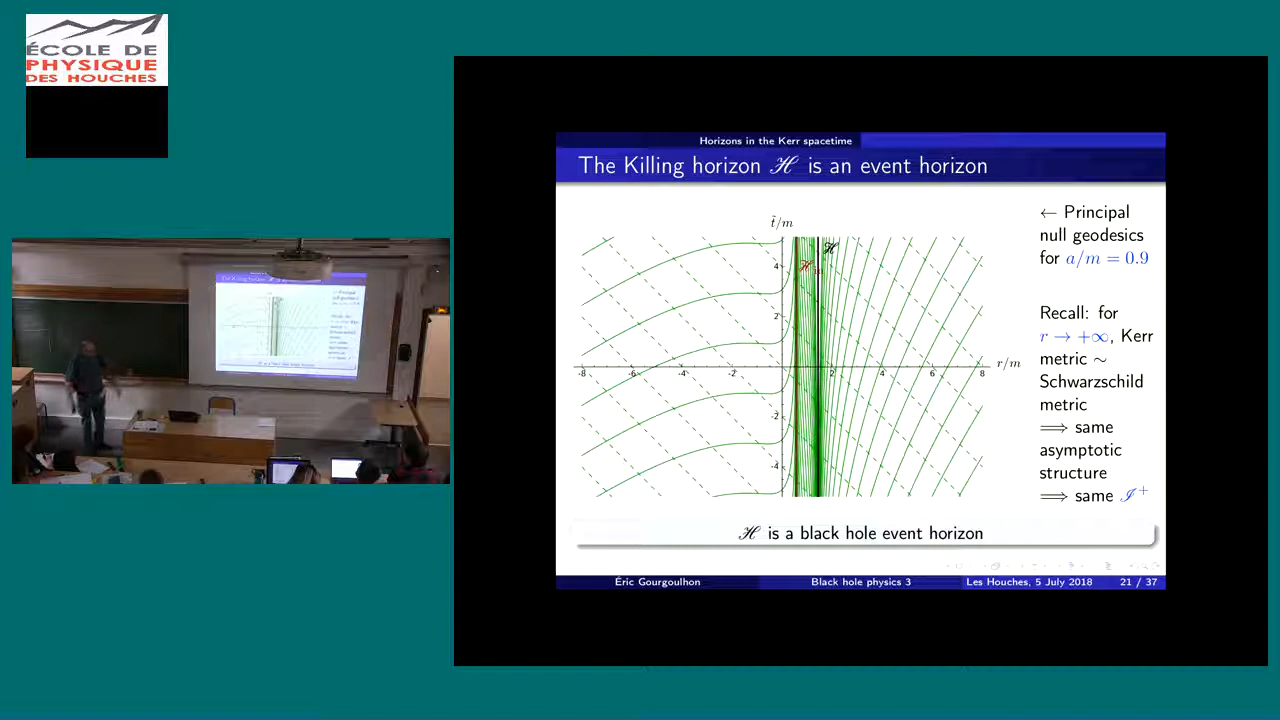 ÉCOLE DE
PHYSIQUE
DES HOUCHES
Horizons in the Kerr spacetime
The Killing horizon ℋ is an event horizon
t̃/m
ℋ
ℋin
4
2
-2
-4
-8 -6 -4 -2 2 4 6 8
r/m
← Principal
null geodesics
for a/m = 0.9
Recall: for
r → +∞, Kerr
metric ∼
Schwarzschild
metric
⟹ same
asymptotic
structure
⟹ same ℐ⁺
ℋ is a black hole event horizon
Éric Gourgoulhon Black hole physics 3 Les Houches, 5 July 2018 21 / 37